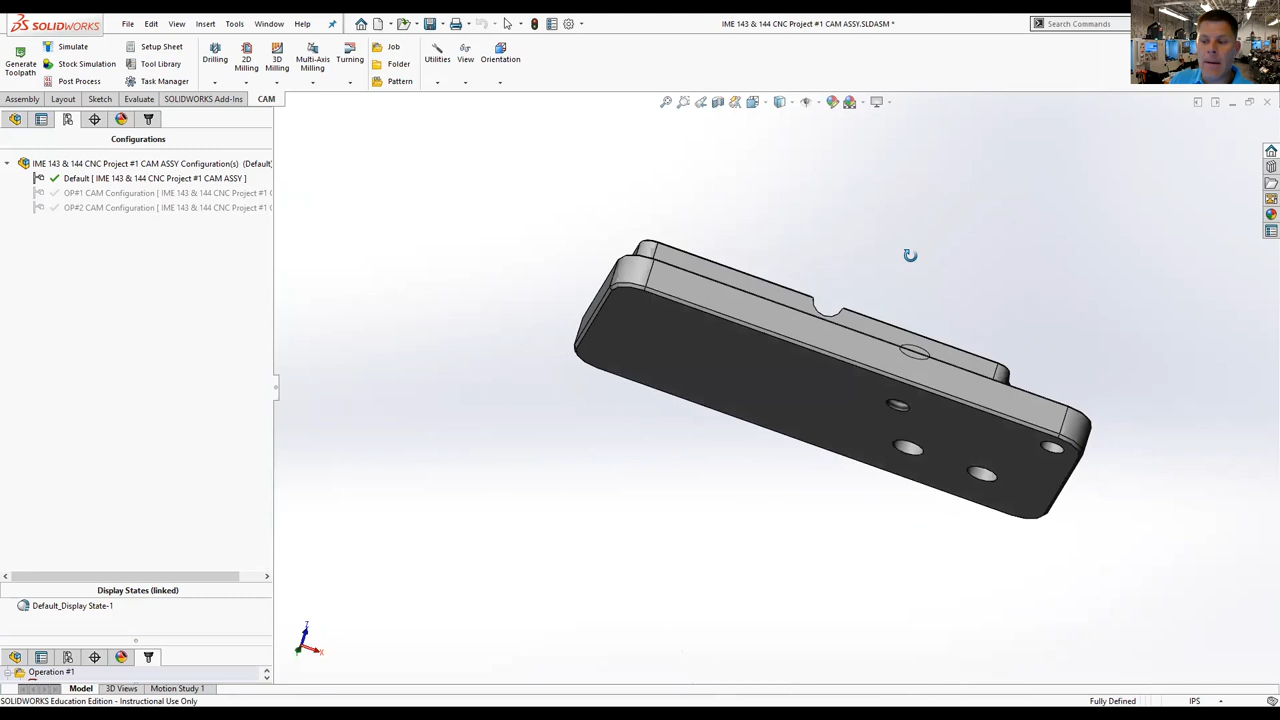 SOLIDWORKS File Edit View Insert Tools Window Help IME 143 & 144 CNC Project #1 CAM ASSY.SLDASM * Search Commands
Simulate Setup Sheet Job
Generate Toolpath Stock Simulation Tool Library Drilling 2D Milling 3D Milling Multi-Axis Milling Turning Folder Utilities View Orientation
Post Process Task Manager Pattern
Assembly Layout Sketch Evaluate SOLIDWORKS Add-Ins CAM
Configurations
IME 143 & 144 CNC Project #1 CAM ASSY Configuration(s) (Default)
Default [ IME 143 & 144 CNC Project #1 CAM ASSY ]
OP#1 CAM Configuration [ IME 143 & 144 CNC Project #1 C
OP#2 CAM Configuration [ IME 143 & 144 CNC Project #1 C
Display States (linked)
Default_Display State-1
Z
X
Operation #1
Model 3D Views Motion Study 1
SOLIDWORKS Education Edition - Instructional Use Only Fully Defined IPS